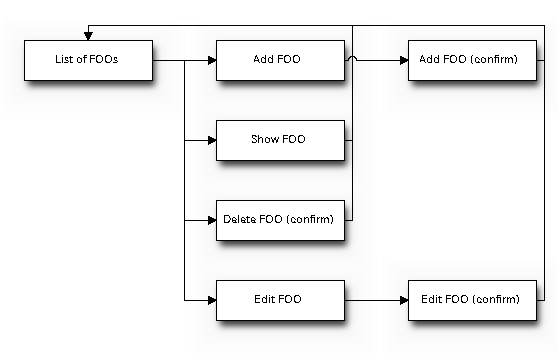 List of FOOs
Add FOO
Add FOO (confirm)
Show FOO
Delete FOO (confirm)
Edit FOO
Edit FOO (confirm)